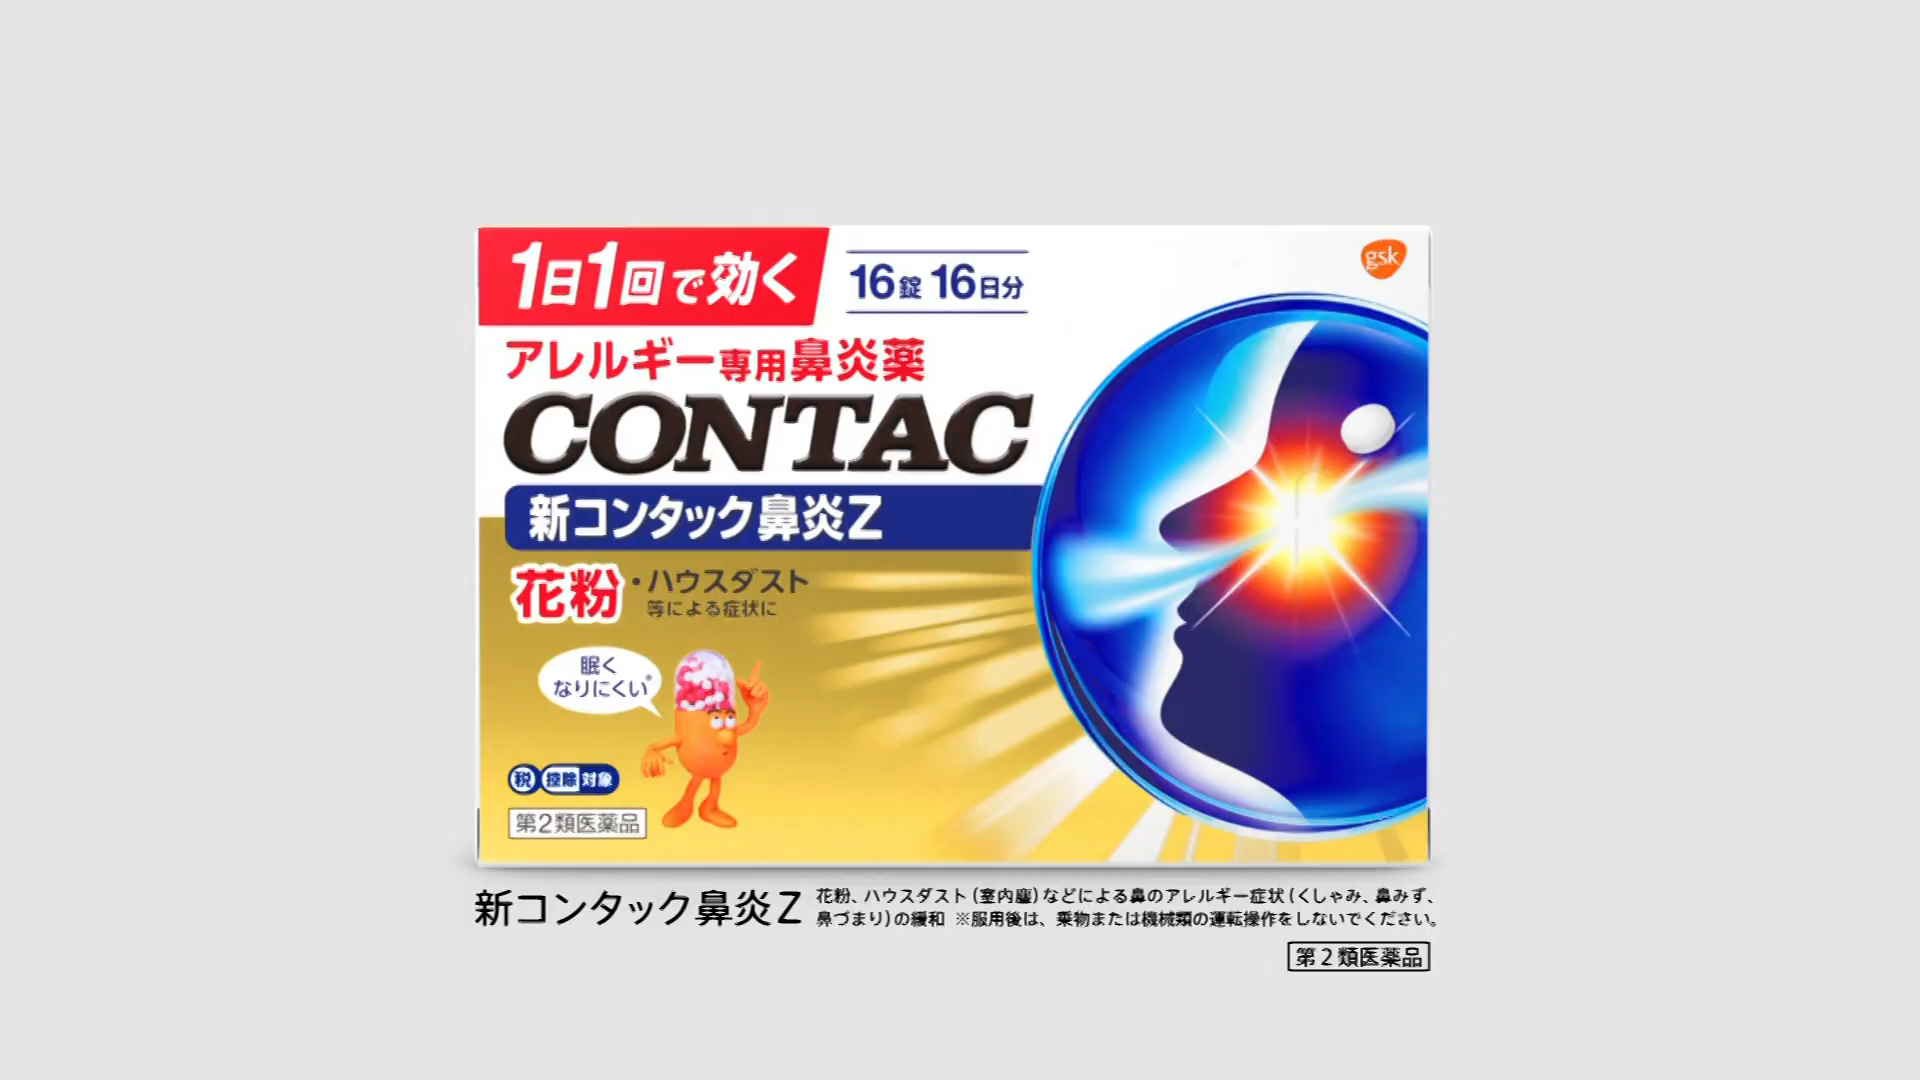 1日1回で効く
16錠 16日分
gsk
アレルギー専用鼻炎薬
CONTAC
新コンタック鼻炎Z
花粉・ハウスダスト
等による症状に
眠く
なりにくい※
税 控除対象
第2類医薬品
新コンタック鼻炎Z
花粉、ハウスダスト(室内塵)などによる鼻のアレルギー症状(くしゃみ、鼻みず、
鼻づまり)の緩和 ※服用後は、乗物または機械類の運転操作をしないでください。
第2類医薬品